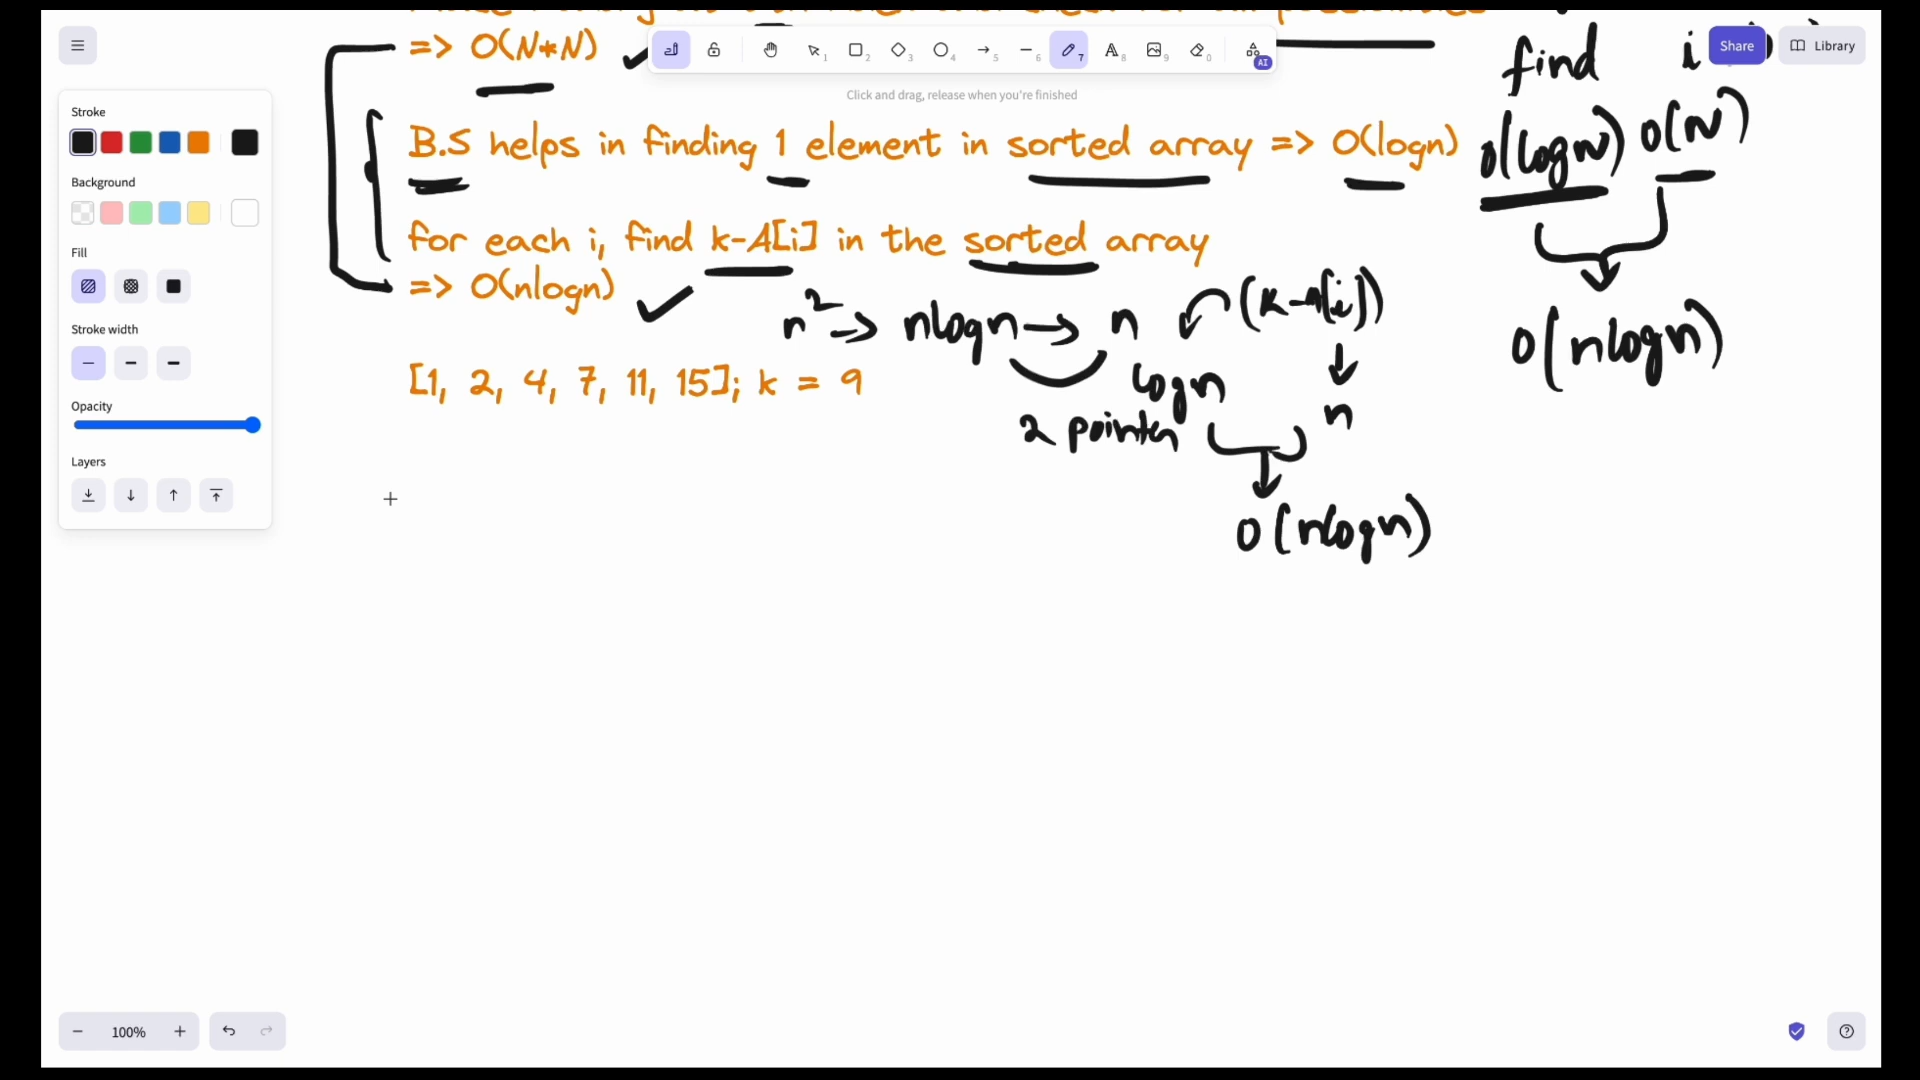 => O(N*N)
Share
Library
find
i
Click and drag, release when you're finished
Stroke
B.S helps in finding 1 element in sorted array => O(logn)
O(logN) O(N)
Background
for each i, find k-A[i] in the sorted array
Fill
=> O(nlogn)
n² → nlogn → n
(k-A[i])
O(nlogn)
Stroke width
[1, 2, 4, 7, 11, 15]; k = 9
logn
n
Opacity
2 pointer
Layers
O(nlogn)
100%